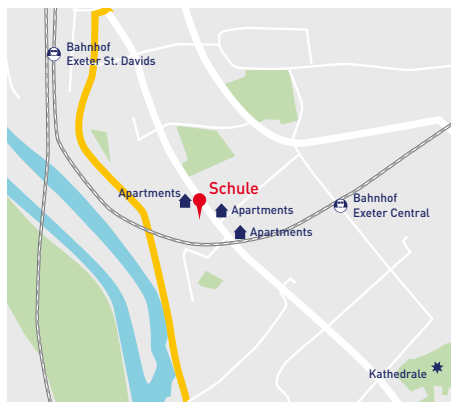 Bahnhof
Exeter St. Davids
Schule
Apartments
Apartments
Apartments
Bahnhof
Exeter Central
Kathedrale